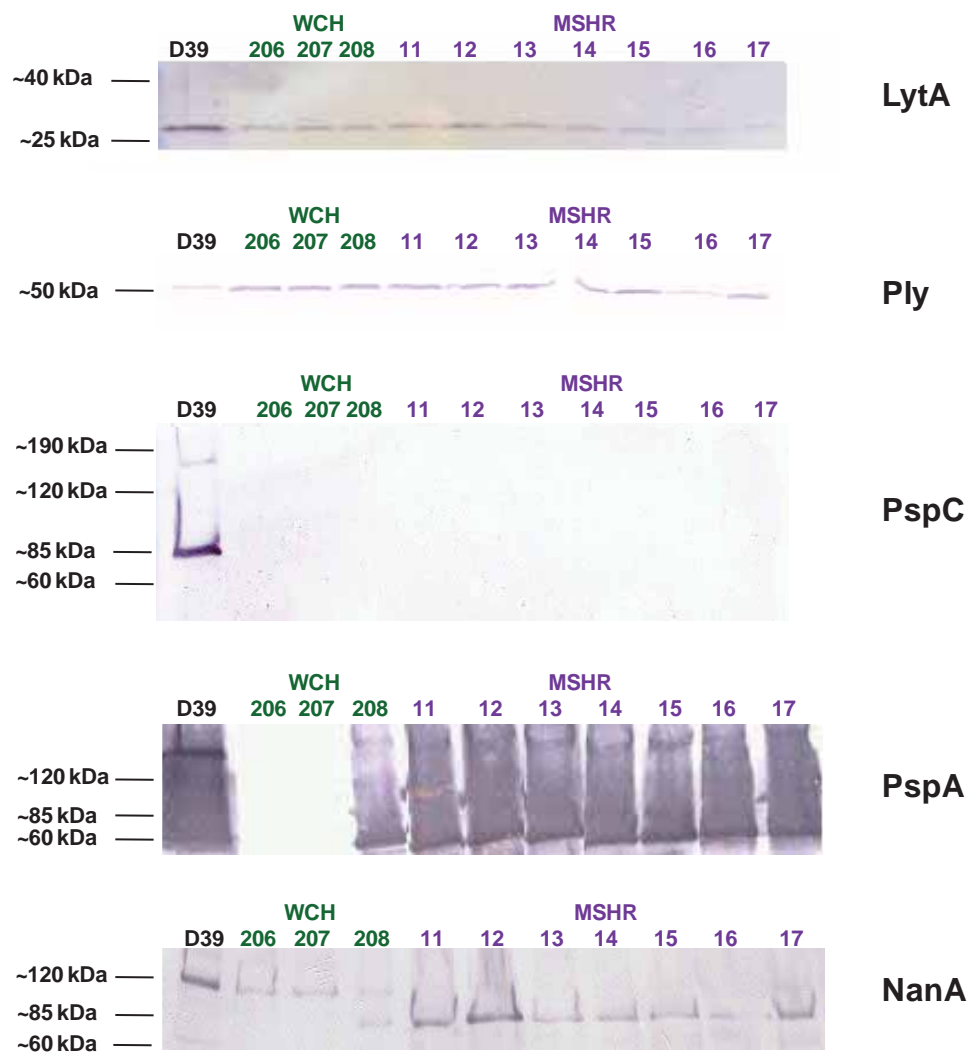 WCH MSHR
D39 206 207 208 11 12 13 14 15 16 17
~40 kDa
LytA
~25 kDa
WCH MSHR
D39 206 207 208 11 12 13 14 15 16 17
~50 kDa
Ply
WCH MSHR
D39 206 207 208 11 12 13 14 15 16 17
~190 kDa
~120 kDa
PspC
~85 kDa
~60 kDa
WCH MSHR
D39 206 207 208 11 12 13 14 15 16 17
~120 kDa
PspA
~85 kDa
~60 kDa
WCH MSHR
D39 206 207 208 11 12 13 14 15 16 17
~120 kDa
NanA
~85 kDa
~60 kDa